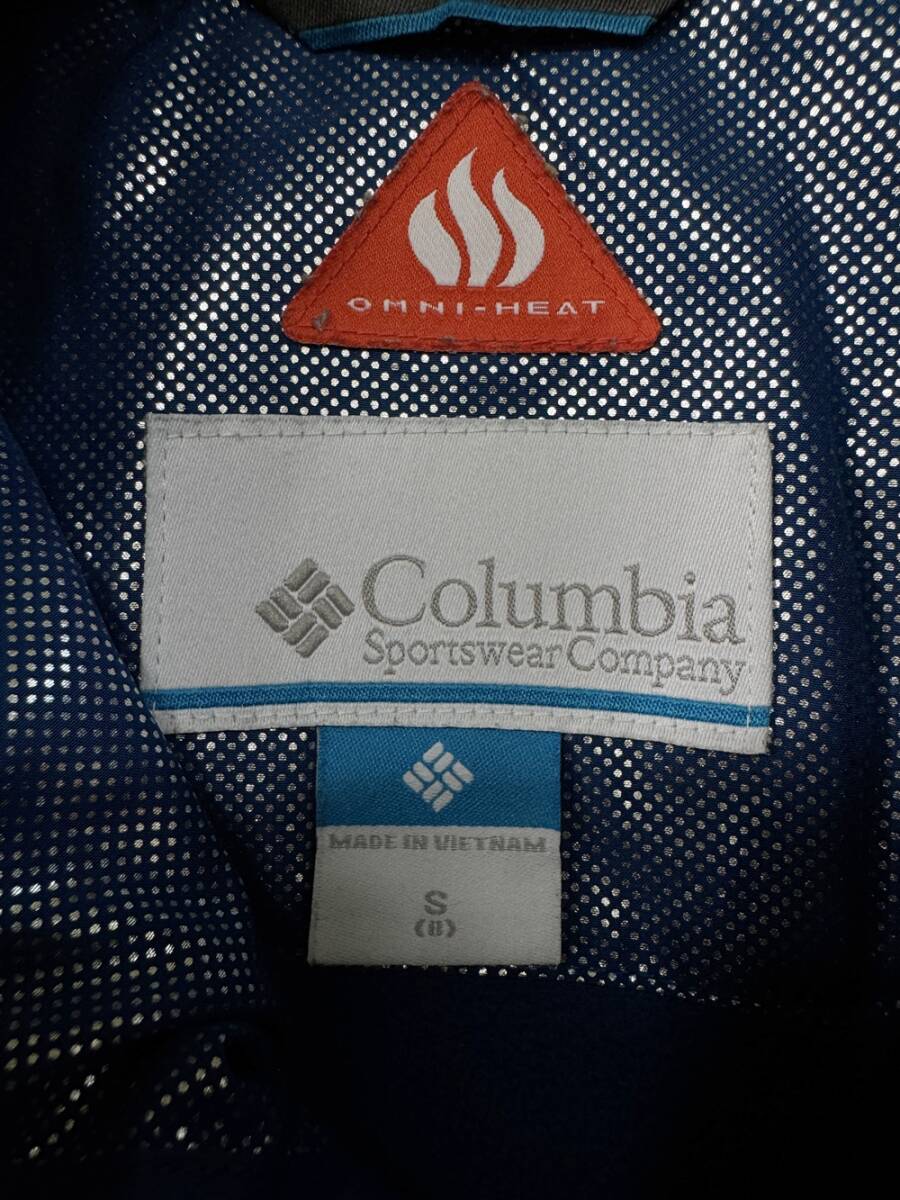 OMNI-HEAT
Columbia
Sportswear Company
MADE IN VIETNAM
S
(8)